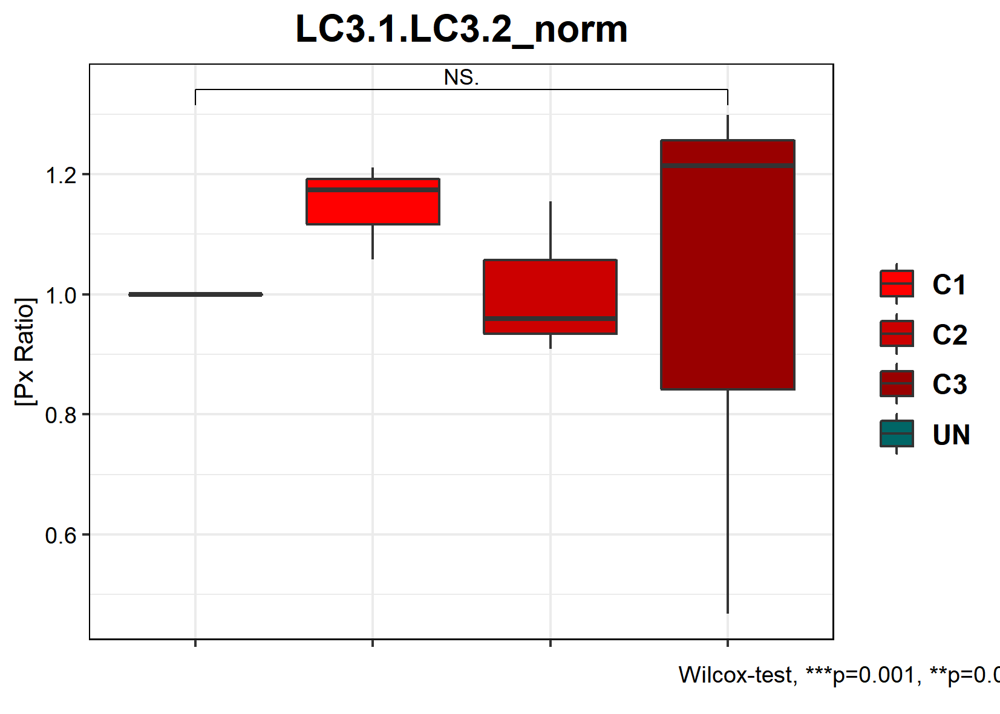 LC3.1.LC3.2_norm
NS.
1.2
1.0
0.8
0.6
[Px Ratio]
C1
C2
C3
UN
Wilcox-test, ***p=0.001, **p=0.0